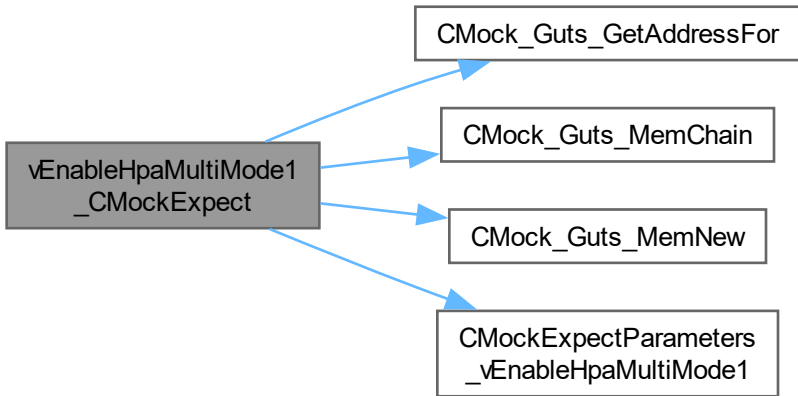 vEnableHpaMultiMode1
_CMockExpect
CMock_Guts_GetAddressFor
CMock_Guts_MemChain
CMock_Guts_MemNew
CMockExpectParameters
_vEnableHpaMultiMode1